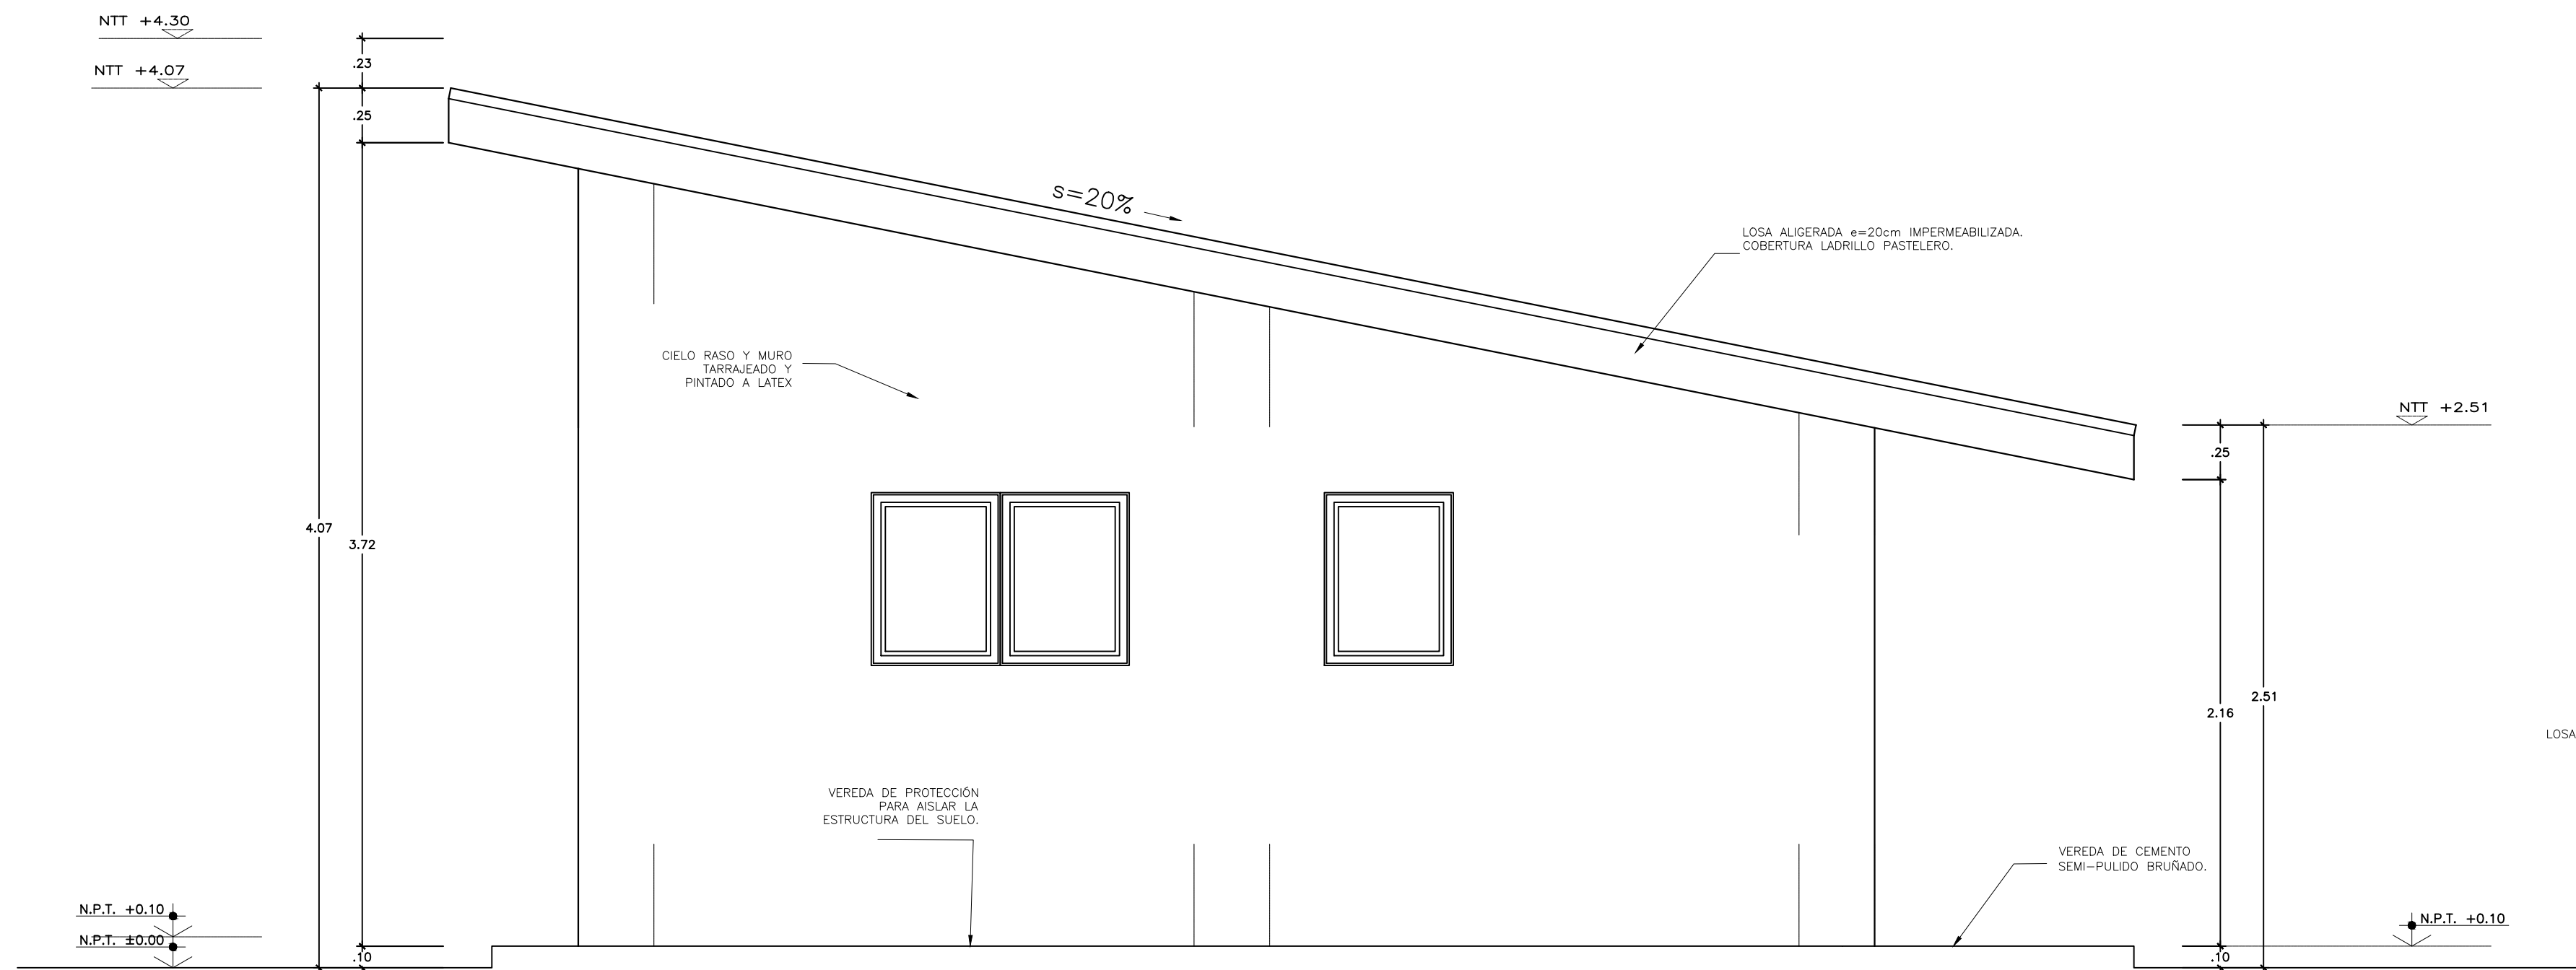 NTT +4.30
.23
NTT +4.07
.25
s=20%
LOSA ALIGERADA e=20cm IMPERMEABILIZADA.
COBERTURA LADRILLO PASTELERO.
CIELO RASO Y MURO
TARRAJEADO Y
PINTADO A LATEX
NTT +2.51
.25
4.07
3.72
2.51
2.16
LOSA
VEREDA DE PROTECCIÓN
PARA AISLAR LA
ESTRUCTURA DEL SUELO.
VEREDA DE CEMENTO
SEMI-PULIDO BRUÑADO.
N.P.T. +0.10
N.P.T. ±0.00
N.P.T. +0.10
.10
.10